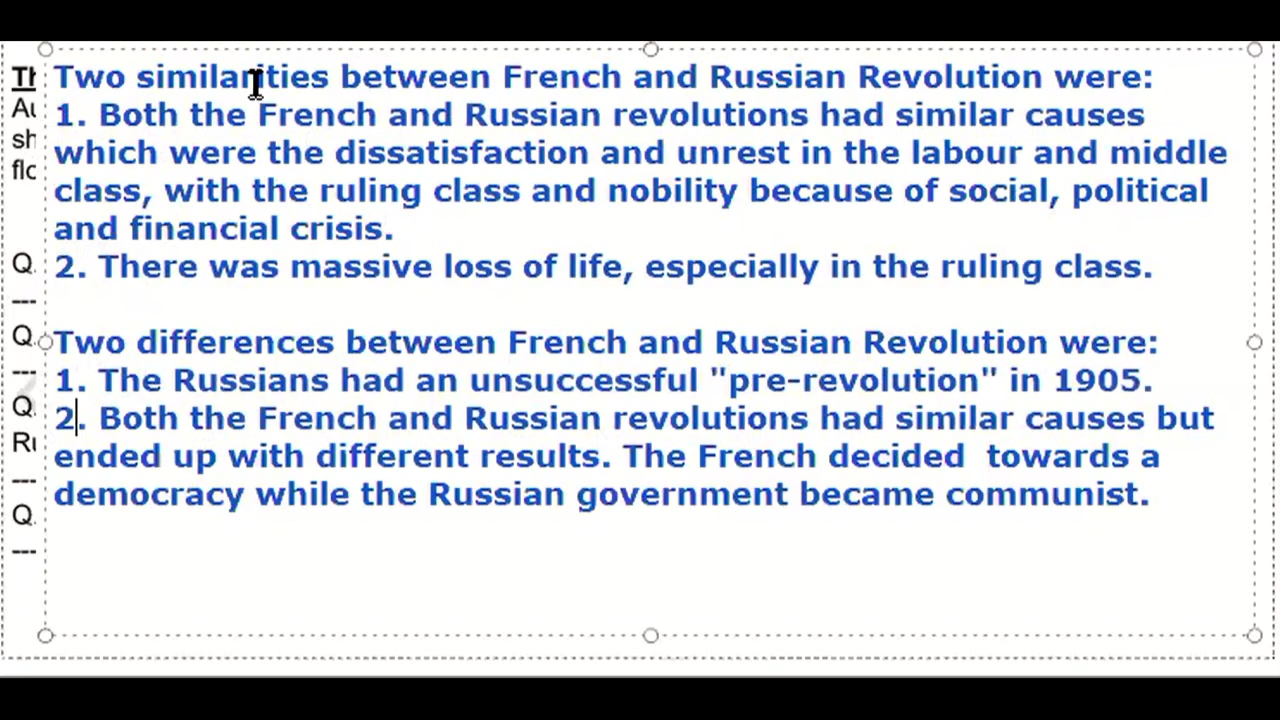 Two similarities between French and Russian Revolution were:
1. Both the French and Russian revolutions had similar causes
which were the dissatisfaction and unrest in the labour and middle
class, with the ruling class and nobility because of social, political
and financial crisis.
2. There was massive loss of life, especially in the ruling class.
Two differences between French and Russian Revolution were:
1. The Russians had an unsuccessful "pre-revolution" in 1905.
2. Both the French and Russian revolutions had similar causes but
ended up with different results. The French decided  towards a
democracy while the Russian government became communist.